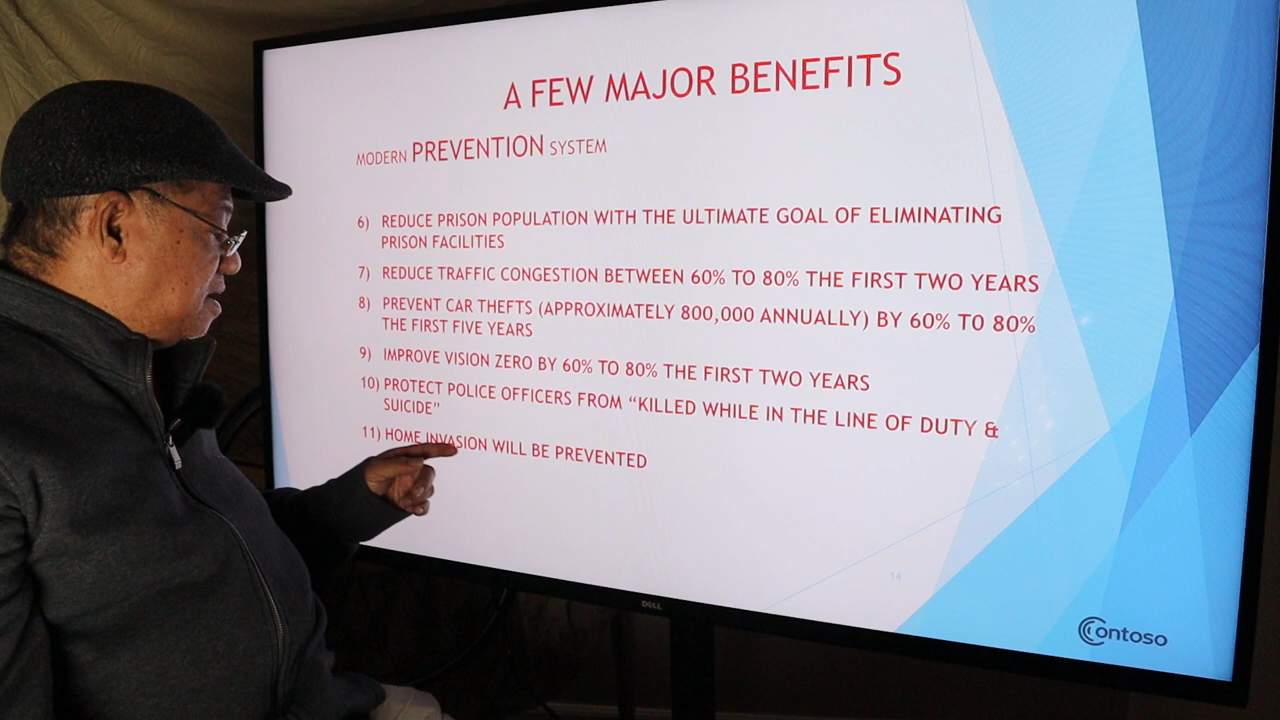 A FEW MAJOR BENEFITS
MODERN PREVENTION SYSTEM
6) REDUCE PRISON POPULATION WITH THE ULTIMATE GOAL OF ELIMINATING
PRISON FACILITIES
7) REDUCE TRAFFIC CONGESTION BETWEEN 60% TO 80% THE FIRST TWO YEARS
8) PREVENT CAR THEFTS (APPROXIMATELY 800,000 ANNUALLY) BY 60% TO 80%
THE FIRST FIVE YEARS
9) IMPROVE VISION ZERO BY 60% TO 80% THE FIRST TWO YEARS
10) PROTECT POLICE OFFICERS FROM “KILLED WHILE IN THE LINE OF DUTY &
SUICIDE”
11) HOME INVASION WILL BE PREVENTED
14
Contoso
DELL